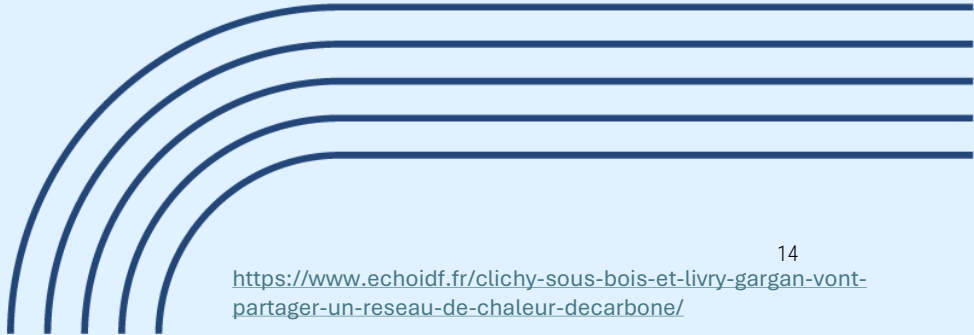 14
https://www.echoidf.fr/clichy-sous-bois-et-livry-gargan-vont-
partager-un-reseau-de-chaleur-decarbone/